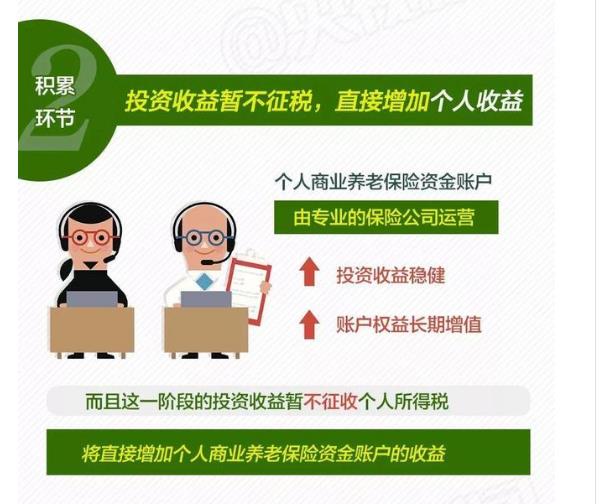 2
积累
环节
投资收益暂不征税，直接增加个人收益
个人商业养老保险资金账户
由专业的保险公司运营
投资收益稳健
账户权益长期增值
而且这一阶段的投资收益暂不征收个人所得税
将直接增加个人商业养老保险资金账户的收益